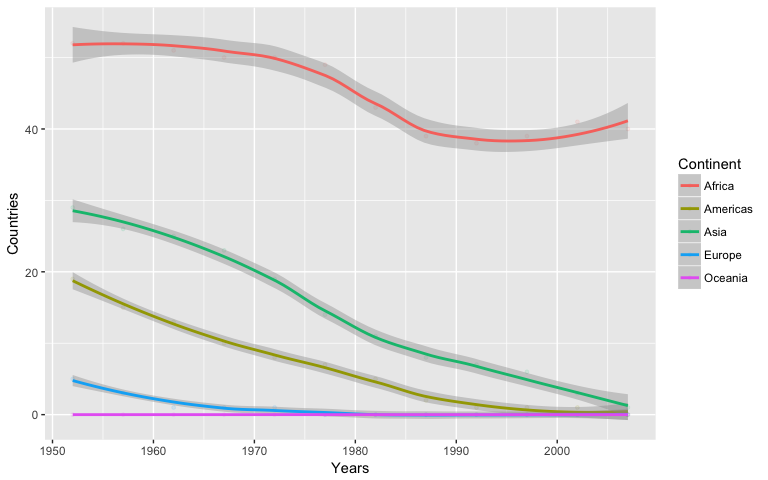 40
20
0
Countries
1950 1960 1970 1980 1990 2000
Years
Continent
Africa
Americas
Asia
Europe
Oceania